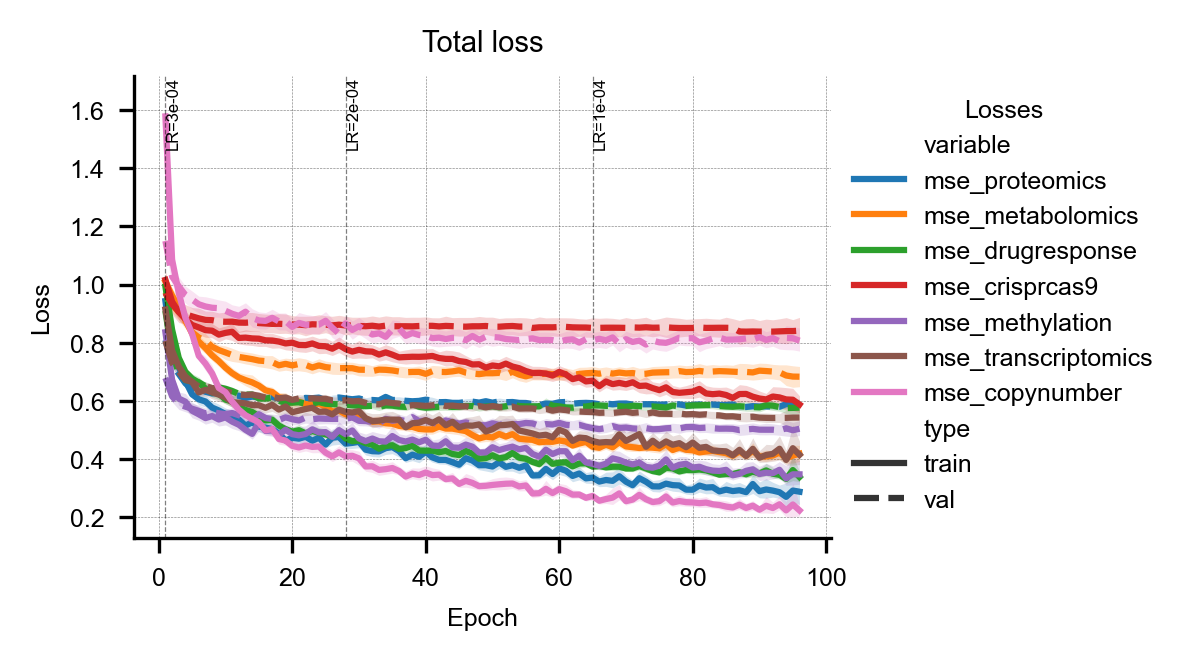 Total loss
LR=3e-04
LR=2e-04
LR=1e-04
1.6
1.4
1.2
1.0
0.8
0.6
0.4
0.2
Loss
0
20
40
60
80
100
Epoch
Losses
variable
mse_proteomics
mse_metabolomics
mse_drugresponse
mse_crisprcas9
mse_methylation
mse_transcriptomics
mse_copynumber
type
train
val